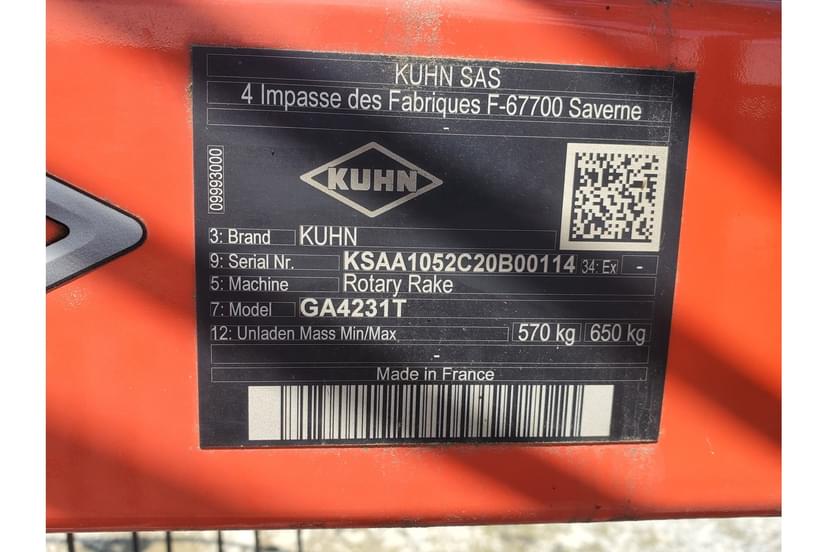 KUHN SAS
4 Impasse des Fabriques F-67700 Saverne
-
09993000
KUHN
3: Brand KUHN
9: Serial Nr. KSAA1052C20B00114 34: Ex -
5: Machine Rotary Rake
7: Model GA4231T
12: Unladen Mass Min/Max 570 kg 650 kg
-
Made in France